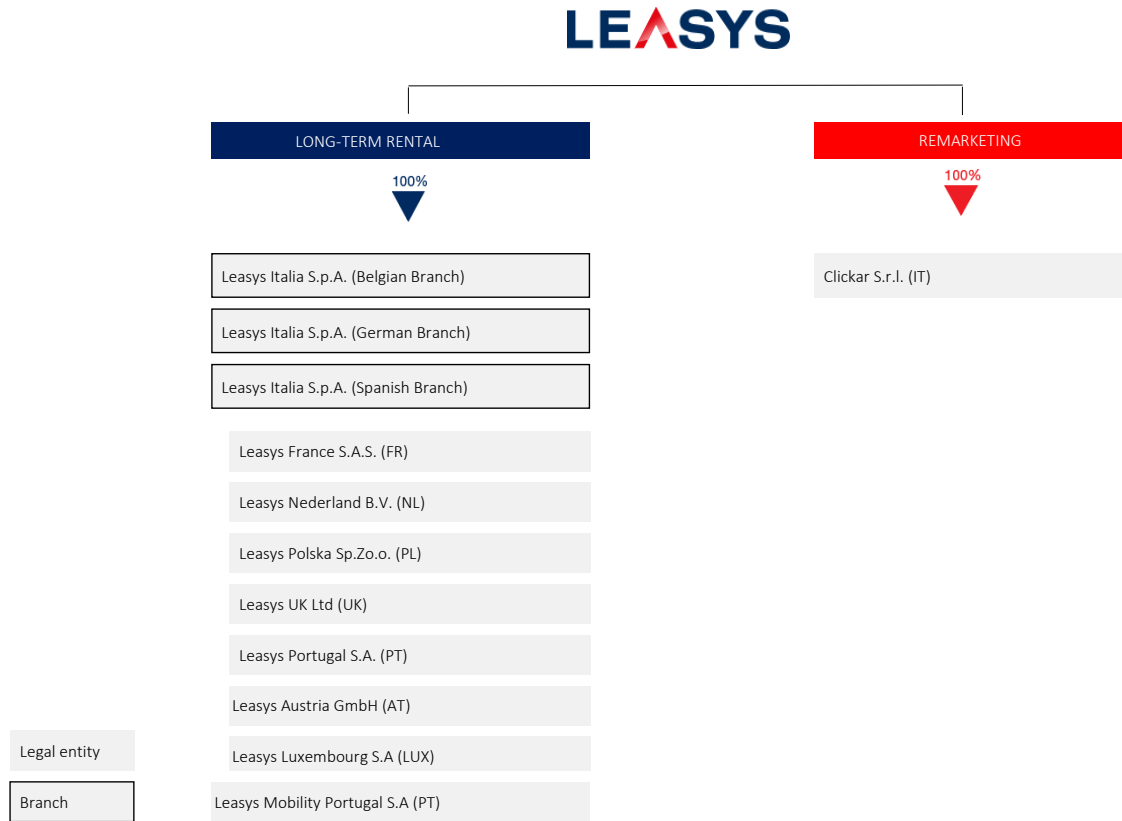 LEASYS
LONG-TERM RENTAL
REMARKETING
100%
100%
Leasys Italia S.p.A. (Belgian Branch)
Clickar S.r.l. (IT)
Leasys Italia S.p.A. (German Branch)
Leasys Italia S.p.A. (Spanish Branch)
Leasys France S.A.S. (FR)
Leasys Nederland B.V. (NL)
Leasys Polska Sp.Zo.o. (PL)
Leasys UK Ltd (UK)
Leasys Portugal S.A. (PT)
Leasys Austria GmbH (AT)
Legal entity
Leasys Luxembourg S.A (LUX)
Branch
Leasys Mobility Portugal S.A (PT)